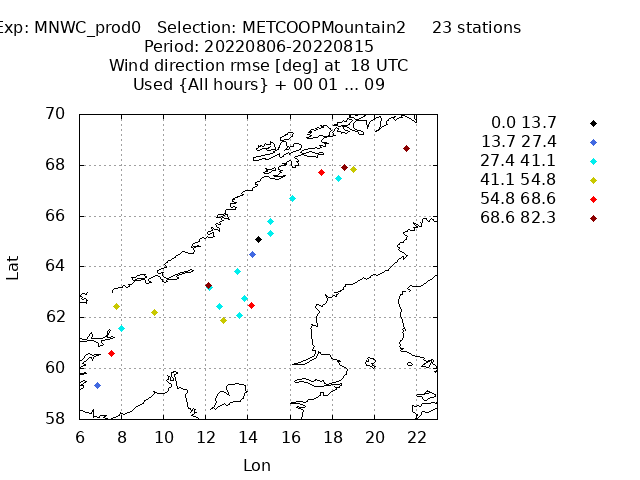 Exp: MNWC_prod0   Selection: METCOOPMountain2     23 stations
Period: 20220806-20220815
Wind direction rmse [deg] at  18 UTC
Used {All hours} + 00 01 ... 09
0.0 13.7
13.7 27.4
27.4 41.1
41.1 54.8
54.8 68.6
68.6 82.3
70
68
66
64
62
60
58
Lat
6 8 10 12 14 16 18 20 22
Lon